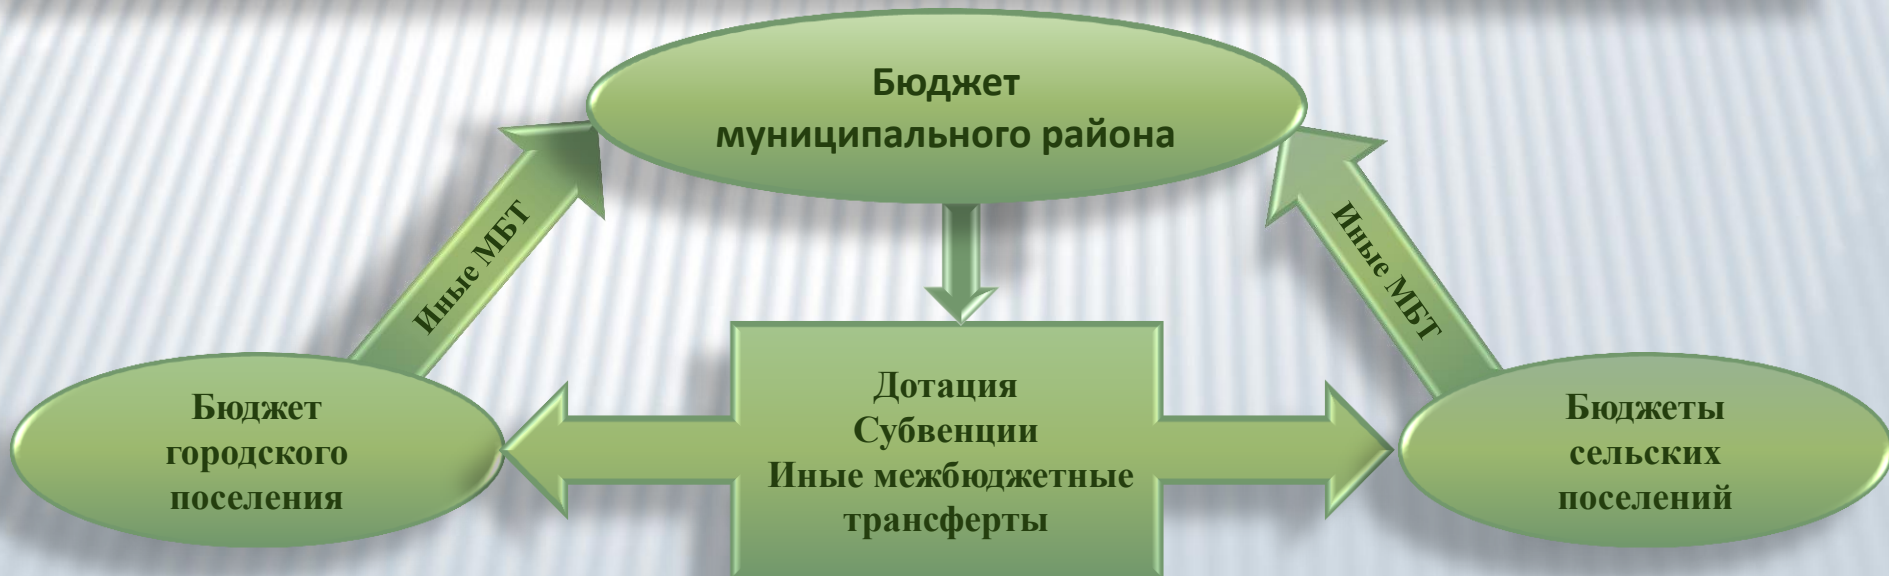 Бюджет
муниципального района
Иные МБТ
Иные МБТ
Бюджет
городского
поселения
Дотация
Субвенции
Иные межбюджетные
трансферты
Бюджеты
сельских
поселений